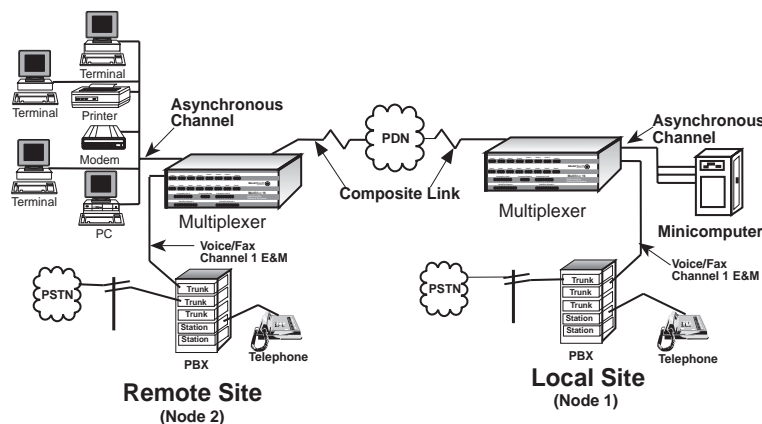 Terminal
Terminal
Printer
Modem
Terminal
PC
Asynchronous
Channel
Multiplexer
Composite Link
PDN
Asynchronous
Channel
Multiplexer
Minicomputer
Voice/Fax
Channel 1 E&M
PSTN
Trunk
Trunk
Trunk
Station
Station
PBX
Telephone
Remote Site
(Node 2)
Voice/Fax
Channel 1 E&M
PSTN
Trunk
Trunk
Trunk
Station
Station
PBX
Telephone
Local Site
(Node 1)